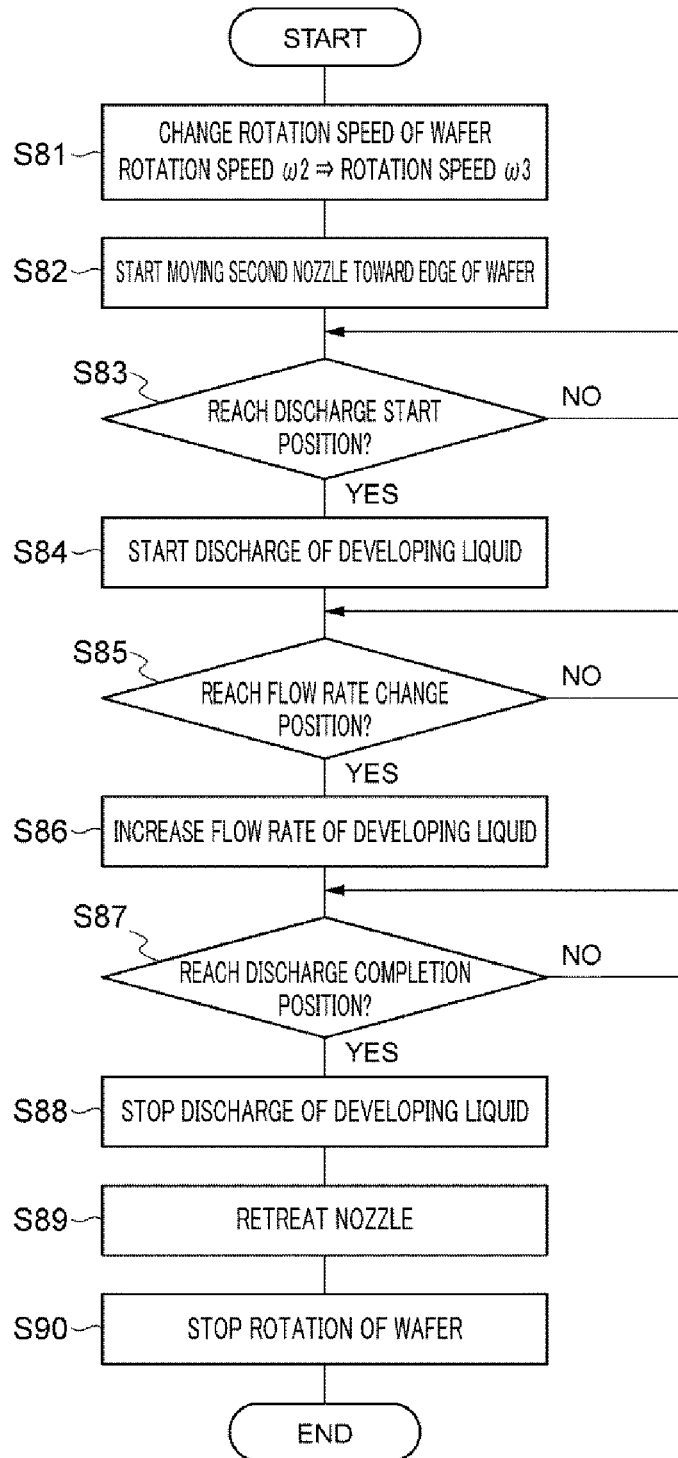 START
S81
CHANGE ROTATION SPEED OF WAFER
ROTATION SPEED ω2 ⇒ ROTATION SPEED ω3
S82
START MOVING SECOND NOZZLE TOWARD EDGE OF WAFER
S83
REACH DISCHARGE START
POSITION?
NO
YES
S84
START DISCHARGE OF DEVELOPING LIQUID
S85
REACH FLOW RATE CHANGE
POSITION?
NO
YES
S86
INCREASE FLOW RATE OF DEVELOPING LIQUID
S87
REACH DISCHARGE COMPLETION
POSITION?
NO
YES
S88
STOP DISCHARGE OF DEVELOPING LIQUID
S89
RETREAT NOZZLE
S90
STOP ROTATION OF WAFER
END